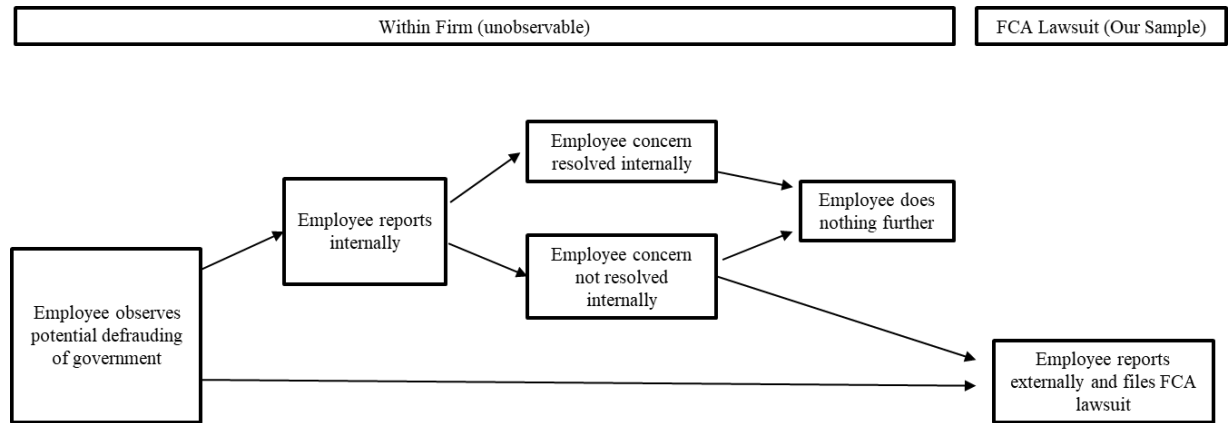 Within Firm (unobservable)
FCA Lawsuit (Our Sample)
Employee concern
resolved internally
Employee does
nothing further
Employee reports
internally
Employee concern
not resolved
internally
Employee observes
potential defrauding
of government
Employee reports
externally and files FCA
lawsuit